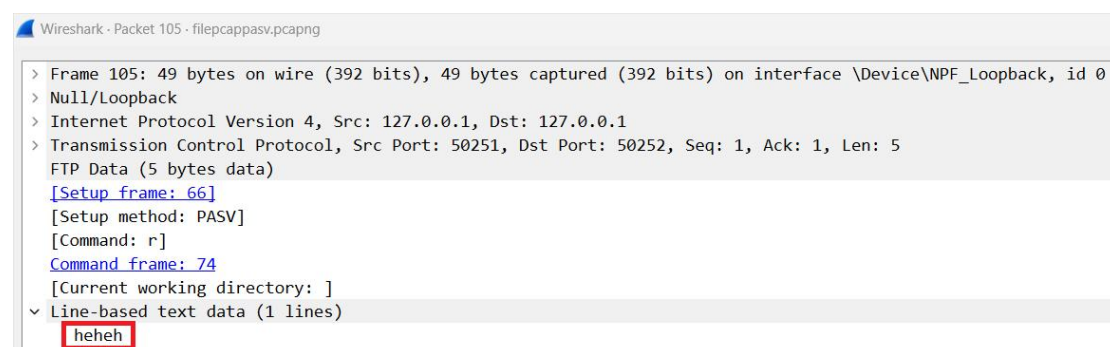 Wireshark · Packet 105 · filepcappasv.pcapng
> Frame 105: 49 bytes on wire (392 bits), 49 bytes captured (392 bits) on interface \Device\NPF_Loopback, id 0
> Null/Loopback
> Internet Protocol Version 4, Src: 127.0.0.1, Dst: 127.0.0.1
> Transmission Control Protocol, Src Port: 50251, Dst Port: 50252, Seq: 1, Ack: 1, Len: 5
FTP Data (5 bytes data)
[Setup frame: 66]
[Setup method: PASV]
[Command: r]
Command frame: 74
[Current working directory: ]
Line-based text data (1 lines)
heheh